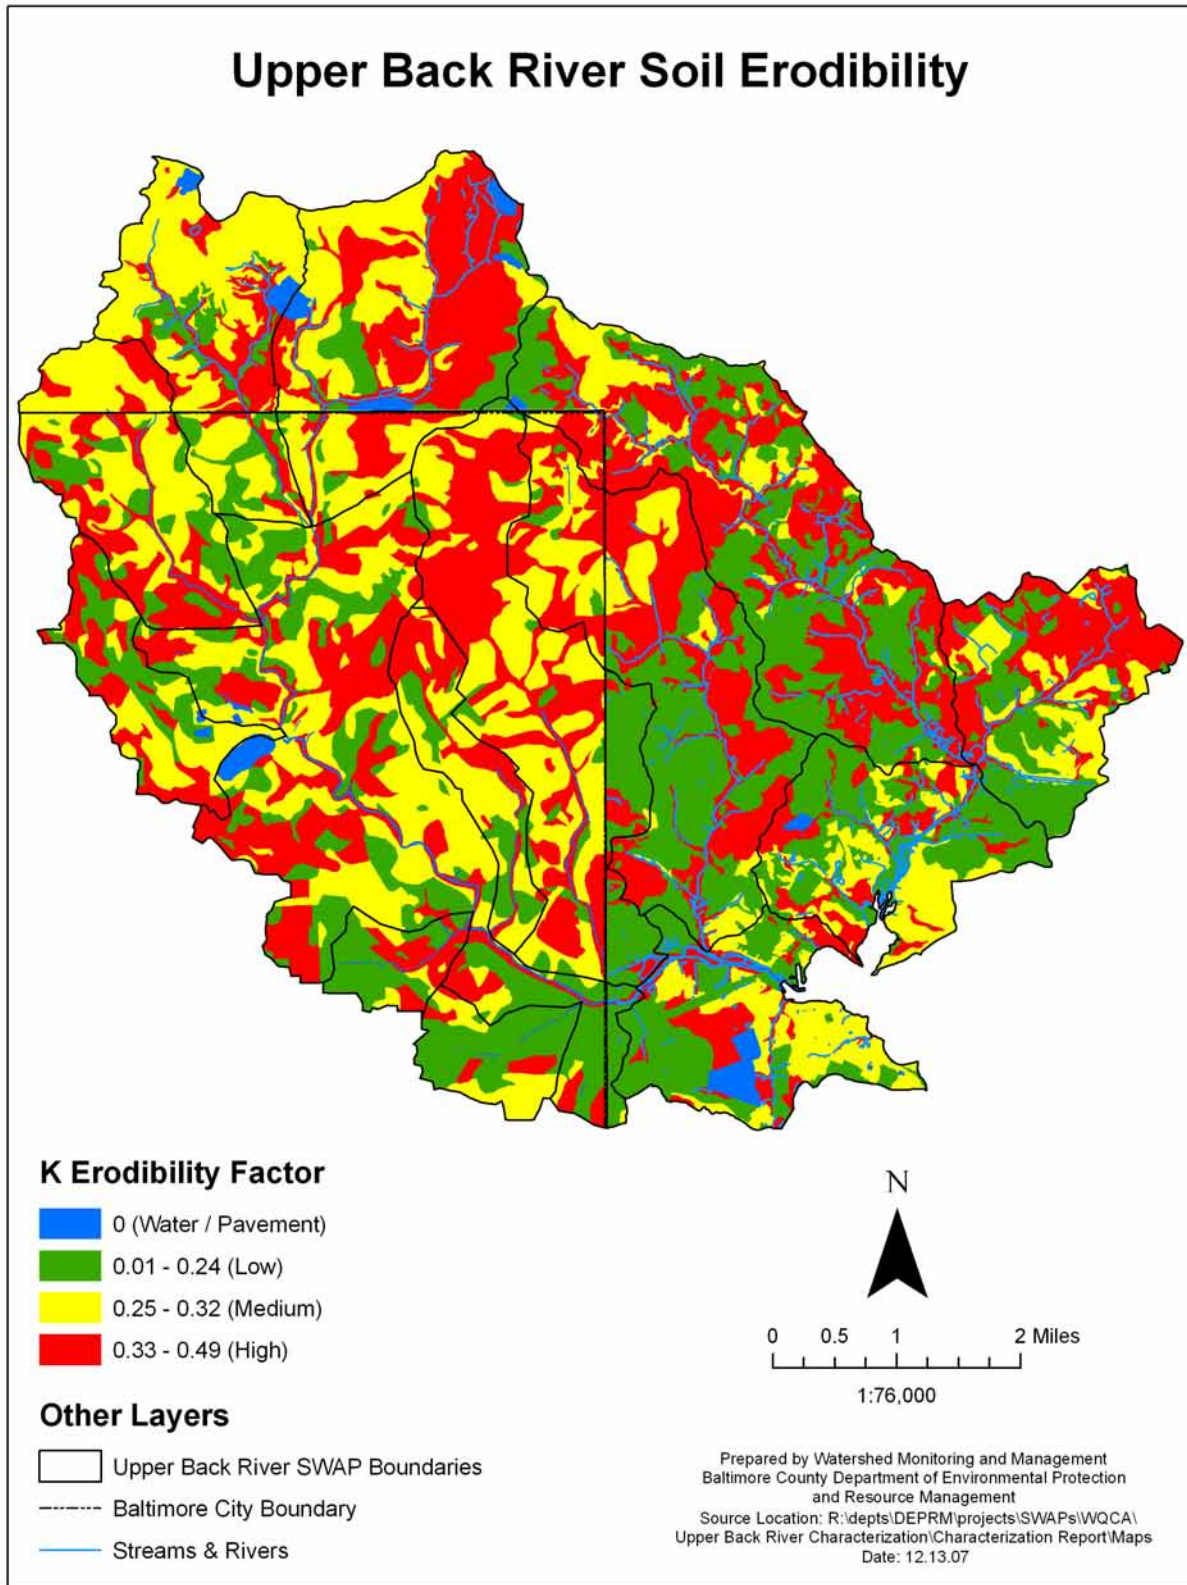 Upper Back River Soil Erodibility
K Erodibility Factor
0 (Water / Pavement)
0.01 - 0.24 (Low)
0.25 - 0.32 (Medium)
0.33 - 0.49 (High)
Other Layers
Upper Back River SWAP Boundaries
Baltimore City Boundary
Streams & Rivers
N
0 0.5 1 2 Miles
1:76,000
Prepared by Watershed Monitoring and Management
Baltimore County Department of Environmental Protection
and Resource Management
Source Location: R:\depts\DEPRM\projects\SWAPs\WQCA\
Upper Back River Characterization\Characterization Report\Maps
Date: 12.13.07